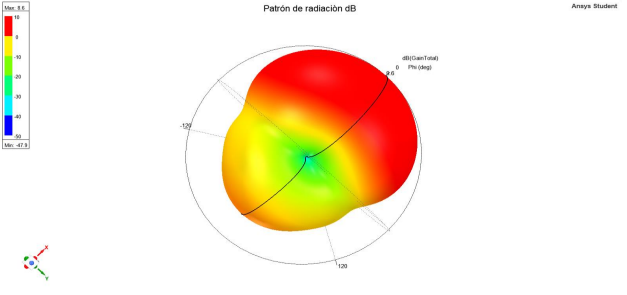 Patrón de radiaciòn dB
Ansys Student
Max: 8.6
10
0
-10
-20
-30
-40
-50
Min: -47.9
dB(GainTotal)
0 Phi (deg)
9.6
-120
120
X
Y